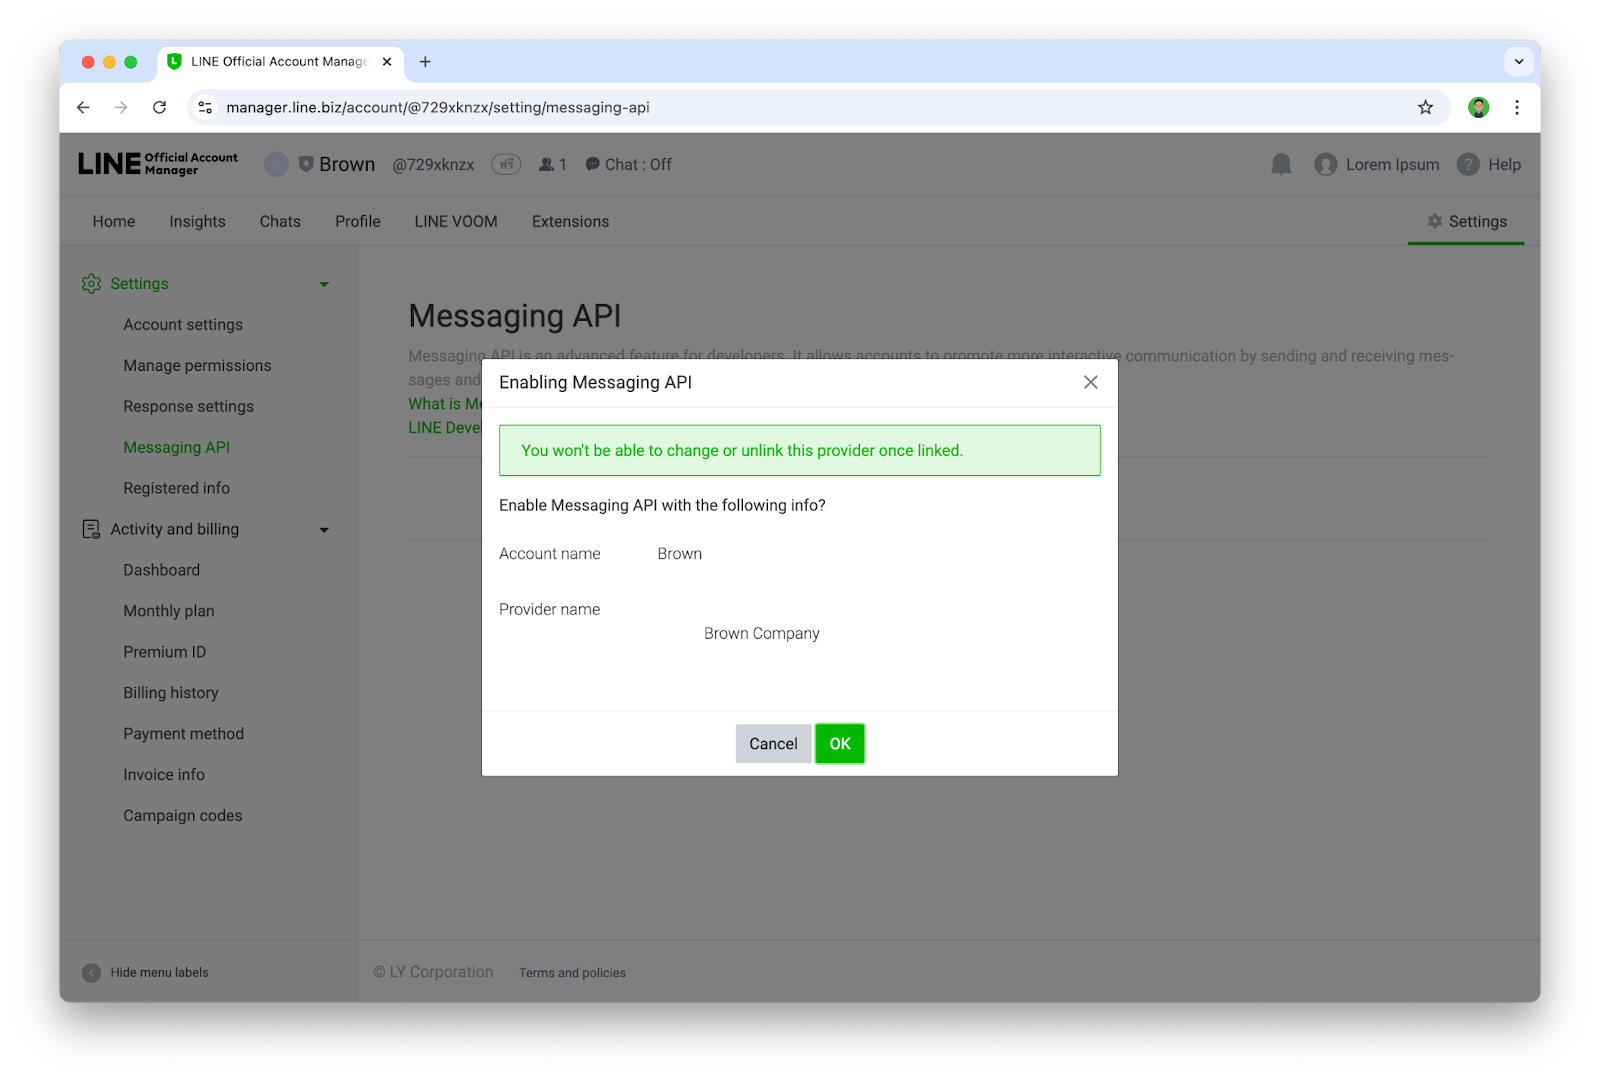 LINE Official Account Manage
manager.line.biz/account/@729xknzx/setting/messaging-api
LINE Official Account Manager
Brown @729xknzx ฟรี 1 Chat : Off
Lorem Ipsum Help
Home Insights Chats Profile LINE VOOM Extensions Settings
Settings
Account settings
Manage permissions
Response settings
Messaging API
Registered info
Activity and billing
Dashboard
Monthly plan
Premium ID
Billing history
Payment method
Invoice info
Campaign codes
Hide menu labels
Messaging API
Messaging API is an advanced feature for developers. It allows accounts to promote more interactive communication by sending and receiving mes-
sages and
What is Me
LINE Deve
Enabling Messaging API
You won't be able to change or unlink this provider once linked.
Enable Messaging API with the following info?
Account name Brown
Provider name
Brown Company
Cancel OK
© LY Corporation Terms and policies